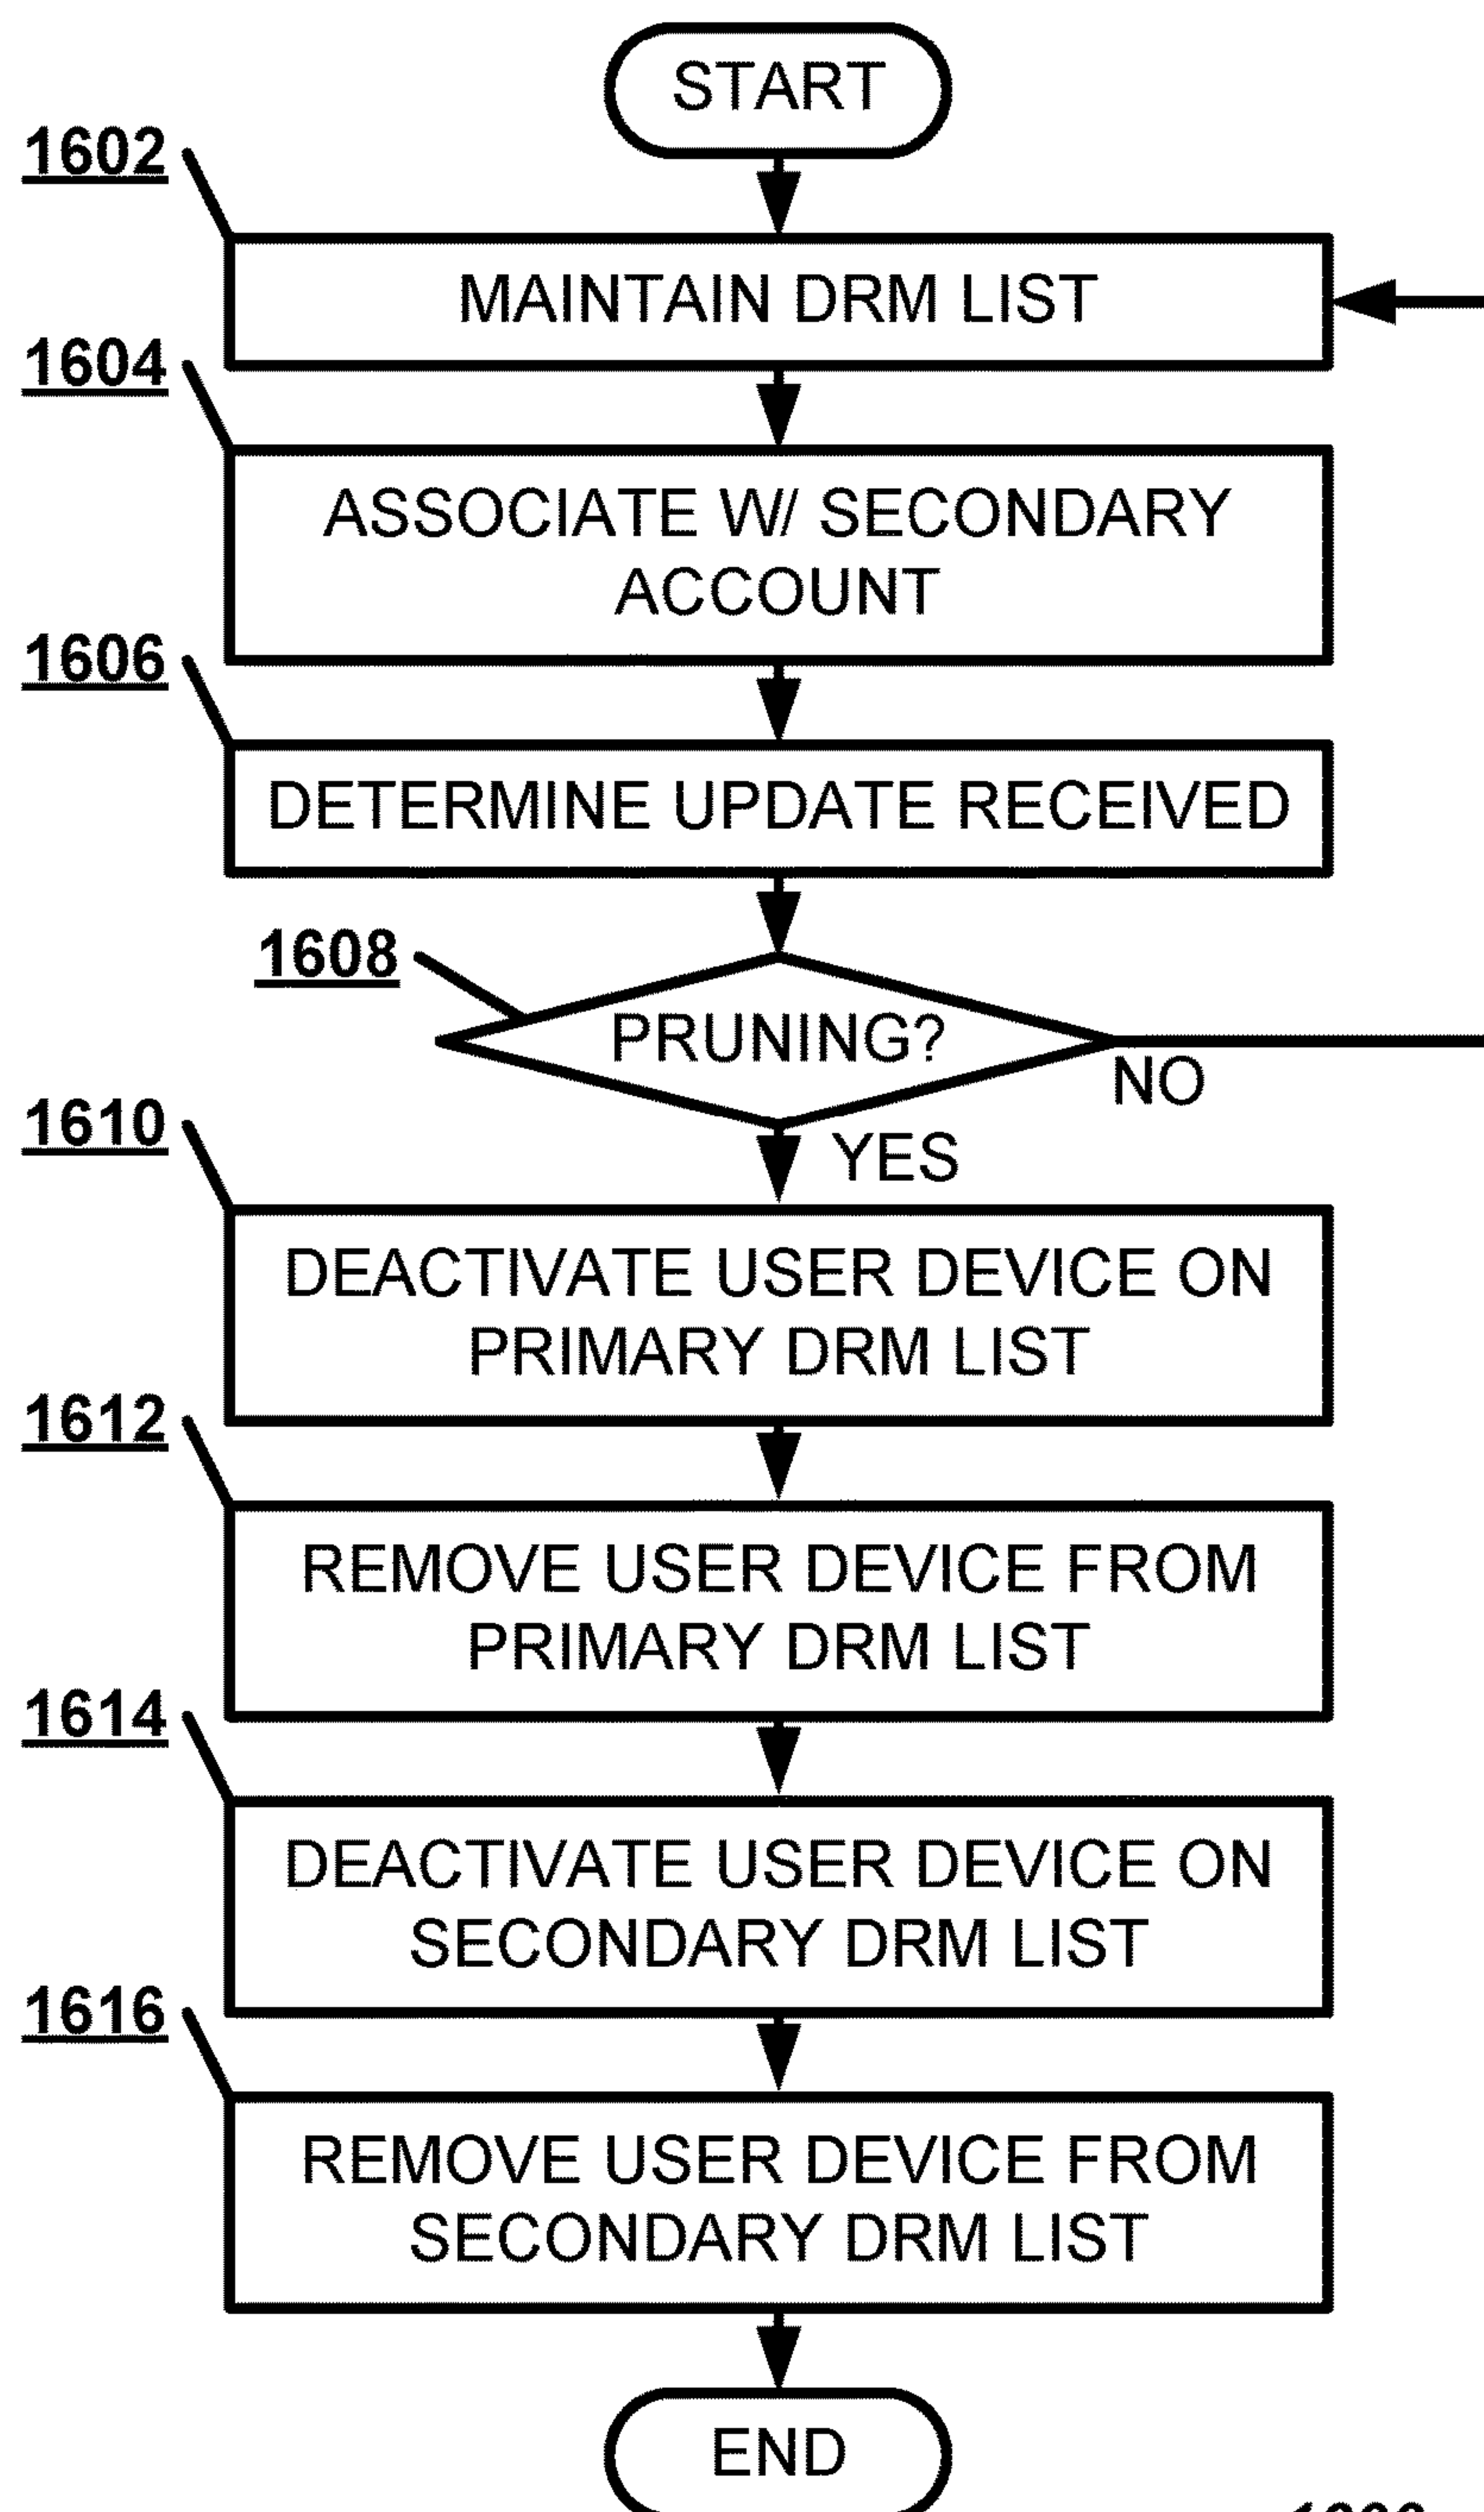 START
1602
MAINTAIN DRM LIST
1604
ASSOCIATE W/ SECONDARY
ACCOUNT
1606
DETERMINE UPDATE RECEIVED
1608
PRUNING?
NO
YES
1610
DEACTIVATE USER DEVICE ON
PRIMARY DRM LIST
1612
REMOVE USER DEVICE FROM
PRIMARY DRM LIST
1614
DEACTIVATE USER DEVICE ON
SECONDARY DRM LIST
1616
REMOVE USER DEVICE FROM
SECONDARY DRM LIST
END